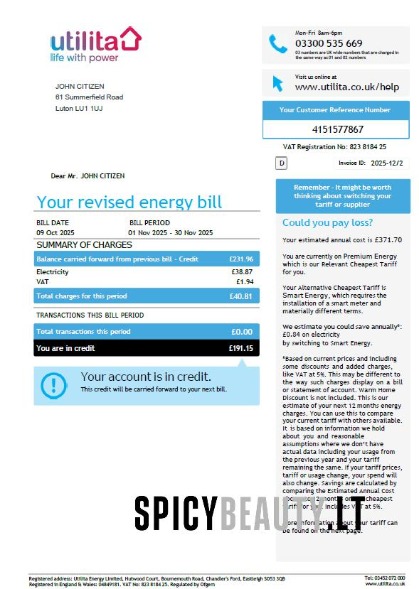 utilita
life with power
Mon-Fri 8am-6pm
03300 535 669
03 numbers are UK wide numbers that are charged in
the same way as 01 and 02 numbers
Visit us online at
www.utilita.co.uk/help
JOHN CITIZEN
61 Summerfield Road
Luton LU1 1UJ
Your Customer Reference Number
4151577867
VAT Registration No: 823 8184 25
D
Invoice ID: 2025-12/2
Dear Mr. JOHN CITIZEN
Remember - It might be worth
thinking about switching your
tariff or supplier
Your revised energy bill
BILL DATE
09 Oct 2025
BILL PERIOD
01 Nov 2025 - 30 Nov 2025
SUMMARY OF CHARGES
Balance carried forward from previous bill - Credit £231.96
Electricity £38.87
VAT £1.94
Total charges for this period £40.81
TRANSACTIONS THIS BILL PERIOD
Total transactions this period £0.00
You are in credit £191.15
Your account is in credit.
This credit will be carried forward to your next bill.
Could you pay less?
Your estimated annual cost is £371.70
You are currently on Premium Energy
which is our Relevant Cheapest Tariff
for you.
Your Alternative Cheapest Tariff is
Smart Energy, which requires the
installation of a smart meter and
materially different terms.
We estimate you could save annually*:
£0.84 on electricity
by switching to Smart Energy.
*Based on current prices and including
some discounts and added charges,
like VAT at 5%. This may be different to
the way such charges display on a bill
or statement of account. Warm Home
Discount is not included. This is our
estimate of your next 12 months energy
charges. You can use this to compare
your current tariff with others available.
It is based on information we hold
about you and reasonable
assumptions where we don't have
actual data including your usage from
the previous year and your tariff
remaining the same. If your tariff prices,
tariff or usage change, your spend will
also change. Savings are calculated by
comparing the Estimated Annual Cost
tariff VAT at 5%.
More information about your tariff can
be found on the next page.
SPICYBEAUTY.LT
Registered address: Utilita Energy Limited, Hutwood Court, Bournemouth Road, Chandler's Ford, Eastleigh SO53 3QB
Registered in England & Wales: 04849181. VAT No: 823 8184 25. Regulated by Ofgem
Tel: 03452 072 000
www.utilita.co.uk